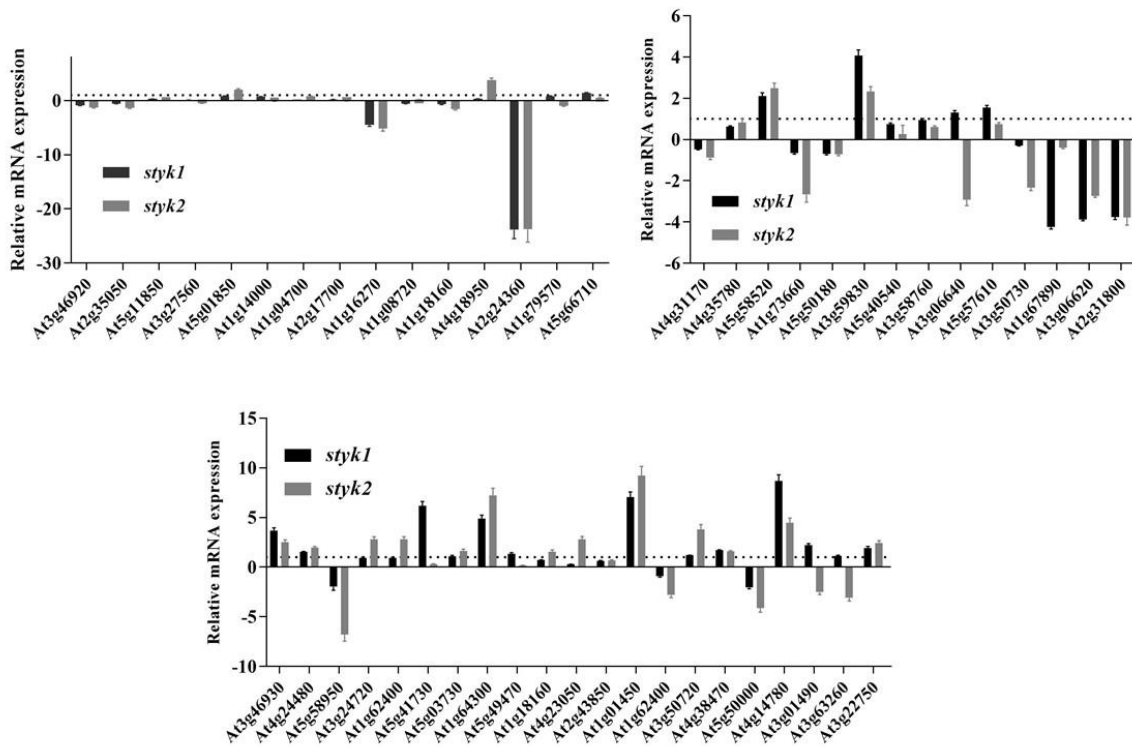 Relative mRNA expression
0
-10
-20
-30
styk1
styk2
At3g46920
At2g35050
At5g11850
At3g27560
At5g01850
At1g14000
At1g04700
At2g17700
At1g16270
At1g08720
At1g18160
At4g18950
At2g24360
At1g79570
At5g66710
Relative mRNA expression
6
4
2
0
-2
-4
-6
styk1
styk2
At4g31170
At4g35780
At5g58520
At1g73660
At5g50180
At3g59830
At5g40540
At3g58760
At3g06640
At5g57610
At3g50730
At1g67890
At3g06620
At2g31800
Relative mRNA expression
15
10
5
0
-5
-10
styk1
styk2
At3g46930
At4g24480
At5g58950
At3g24720
At1g62400
At5g41730
At5g03730
At1g64300
At5g49470
At1g18160
At4g23050
At2g43850
At1g01450
At1g62400
At3g50720
At4g38470
At5g50000
At4g14780
At3g01490
At3g63260
At3g22750